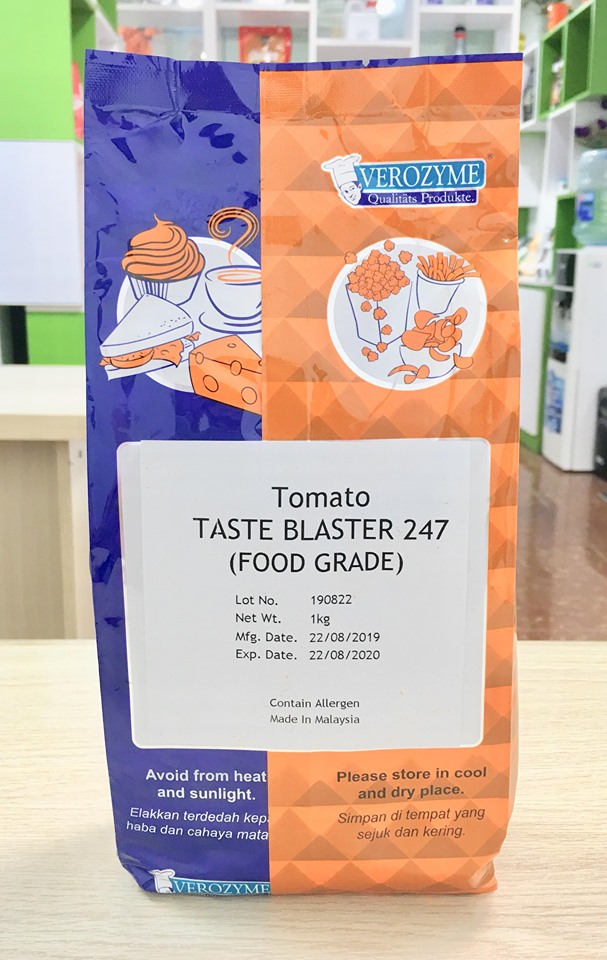 VEROZYME
Qualitäts Produkte.
Tomato
TASTE BLASTER 247
(FOOD GRADE)
Lot No. 190822
Net Wt. 1kg
Mfg. Date. 22/08/2019
Exp. Date. 22/08/2020
Contain Allergen
Made In Malaysia
Avoid from heat
and sunlight.
Elakkan terdedah kepa
haba dan cahaya mata
Please store in cool
and dry place.
Simpan di tempat yang
sejuk dan kering.
VEROZYME